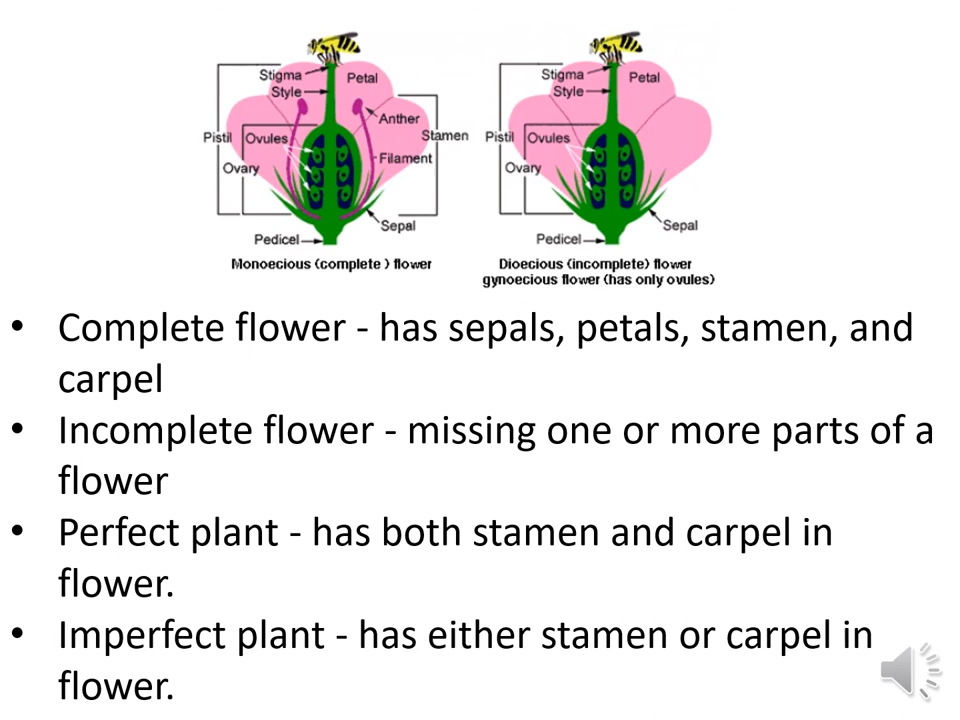 Stigma
Style
Petal
Anther
Pistil
Ovules
Stamen
Ovary
Filament
Sepal
Pedicel
Monoecious (complete ) flower
Stigma
Style
Petal
Pistil
Ovules
Ovary
Sepal
Pedicel
Dioecious (incomplete) flower
gynoecious flower (has only ovules)
• Complete flower - has sepals, petals, stamen, and
carpel
• Incomplete flower - missing one or more parts of a
flower
• Perfect plant - has both stamen and carpel in
flower.
• Imperfect plant - has either stamen or carpel in
flower.